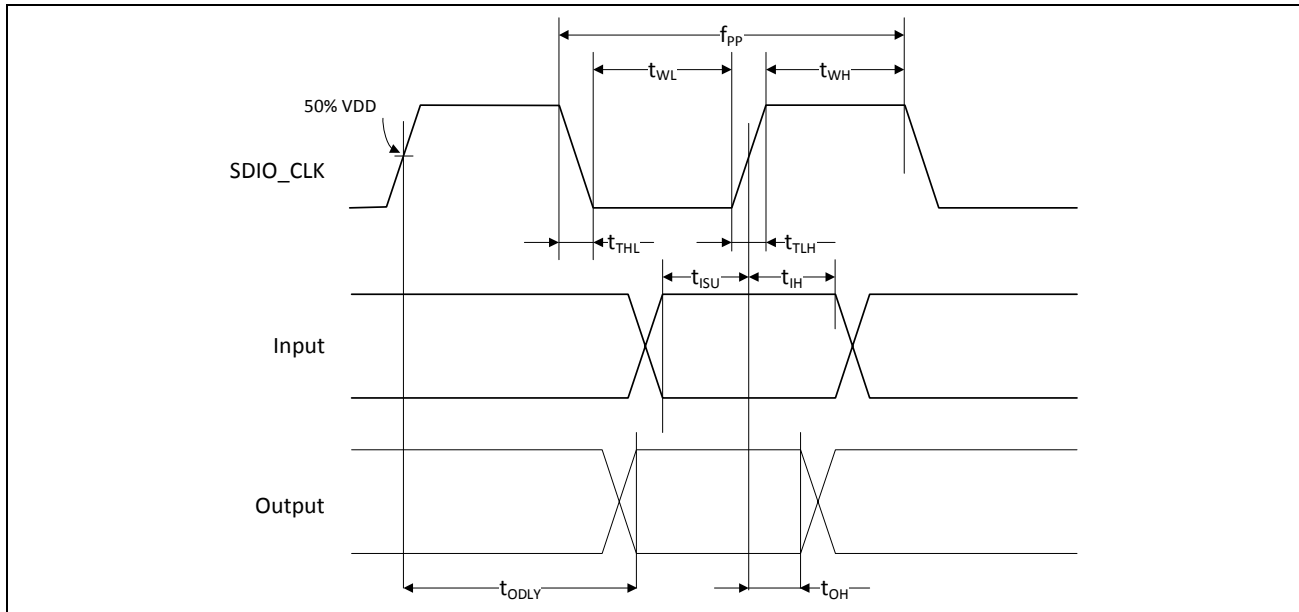 fPP
tWL
tWH
50% VDD
SDIO_CLK
tTHL
tTLH
tISU
tIH
Input
Output
tODLY
tOH